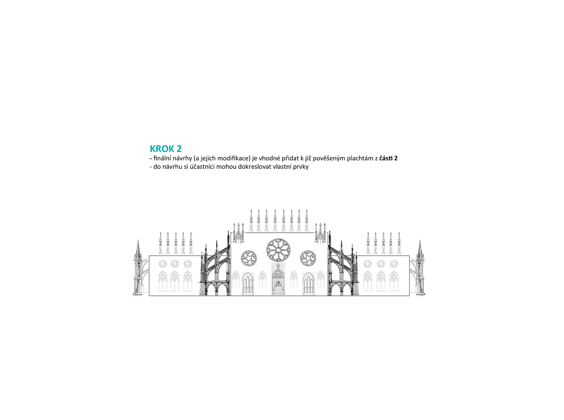 KROK 2
- finální návrhy (a jejich modifikace) je vhodné přidat k již pověšeným plachtám z části 2
- do návrhu si účastníci mohou dokreslovat vlastní prvky